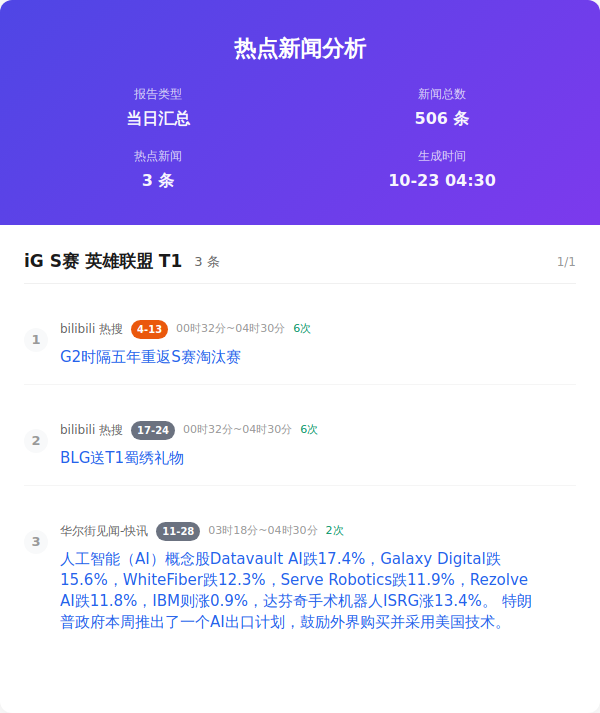 热点新闻分析
报告类型
新闻总数
当日汇总
506 条
热点新闻
生成时间
3 条
10-23 04:30
iG S赛 英雄联盟 T1 3 条 1/1
1
bilibili 热搜 4-13 00时32分~04时30分 6次
G2时隔五年重返S赛淘汰赛
2
bilibili 热搜 17-24 00时32分~04时30分 6次
BLG送T1蜀绣礼物
3
华尔街见闻-快讯 11-28 03时18分~04时30分 2次
人工智能（AI）概念股Datavault AI跌17.4%，Galaxy Digital跌
15.6%，WhiteFiber跌12.3%，Serve Robotics跌11.9%，Rezolve
AI跌11.8%，IBM则涨0.9%，达芬奇手术机器人ISRG涨13.4%。 特朗
普政府本周推出了一个AI出口计划，鼓励外界购买并采用美国技术。